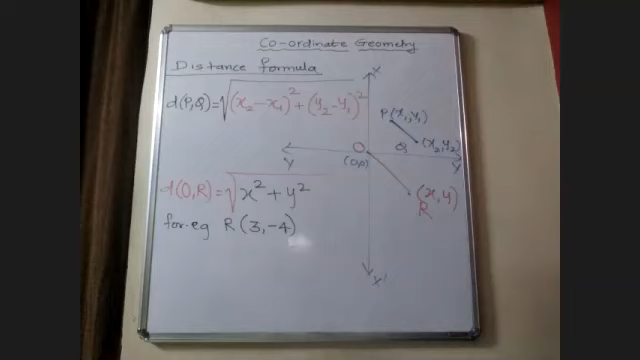 Co-ordinate Geometry
Distance formula
d(P,Q)=√(x₂-x₁)²+(y₂-y₁)²
d(O,R)=√x²+y²
for-eg R(3,-4)
X
P(x₁,y₁)
Q (x₂,y₂)
Y
Y
O
(0,0)
(x,y)
R
X'